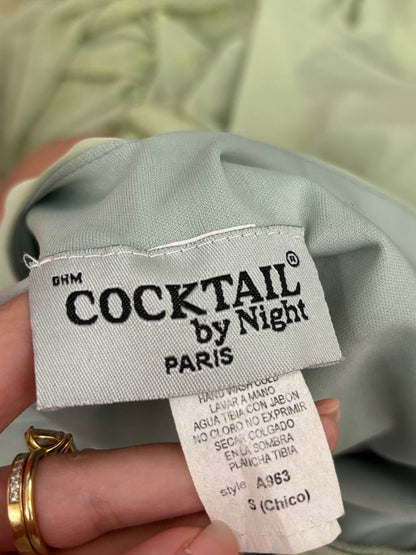 DHM
COCKTAIL®
by Night
PARIS
HAND WASH COLD
LAVAR A MANO
AGUA TIBIA CON JABON
NO CLORO NO EXPRIMIR
SECAR COLGADO
EN LA SOMBRA
PLANCHA TIBIA
style A963
S (Chico)